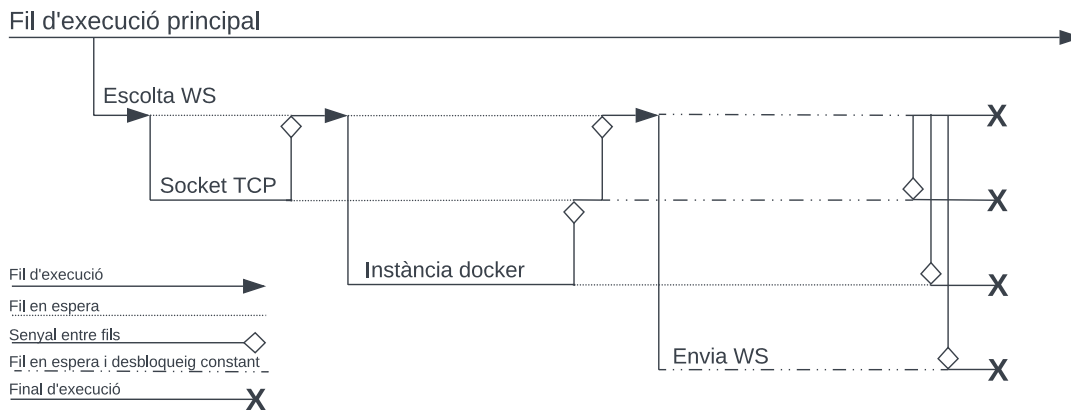 Fil d'execució principal
Escolta WS
Socket TCP
Instància docker
Envia WS
Fil d'execució
Fil en espera
Senyal entre fils
Fil en espera i desbloqueig constant
Final d'execució